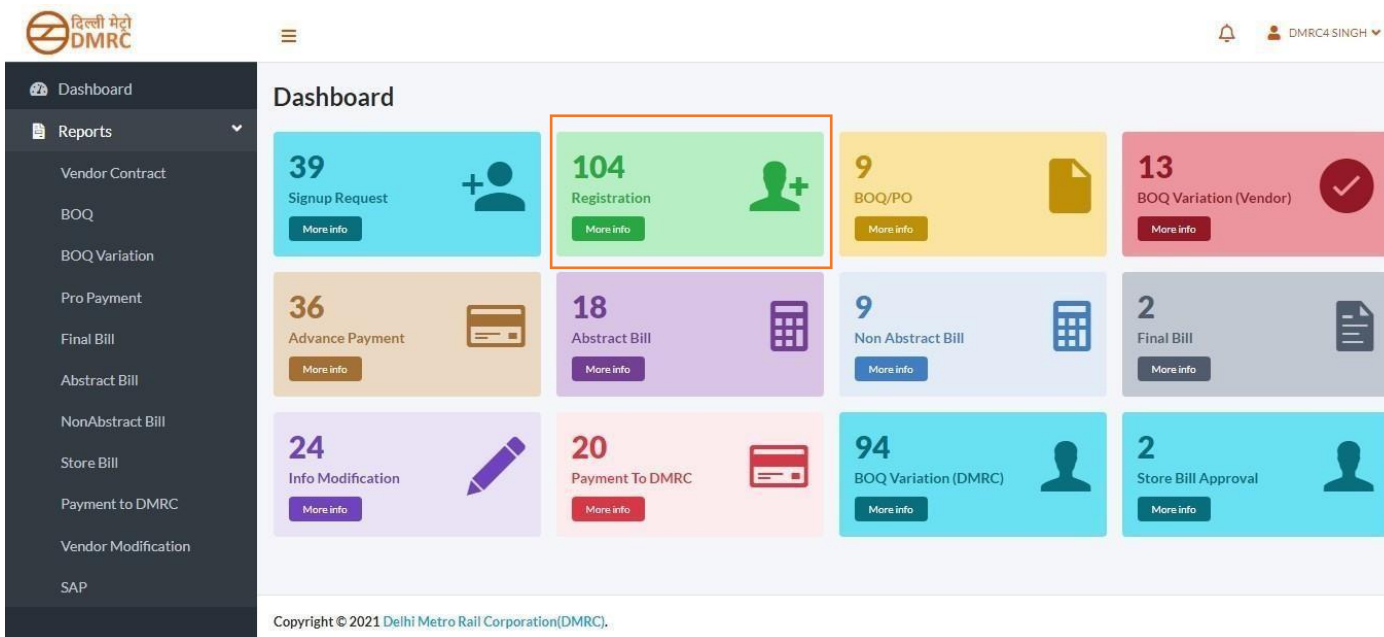 दिल्ली मेट्रो
DMRC
DMRC4 SINGH
Dashboard
Reports
Vendor Contract
BOQ
BOQ Variation
Pro Payment
Final Bill
Abstract Bill
NonAbstract Bill
Store Bill
Payment to DMRC
Vendor Modification
SAP
Dashboard
39
Signup Request
More info
104
Registration
More info
9
BOQ/PO
More info
13
BOQ Variation (Vendor)
More info
36
Advance Payment
More info
18
Abstract Bill
More info
9
Non Abstract Bill
More info
2
Final Bill
More info
24
Info Modification
More info
20
Payment To DMRC
More info
94
BOQ Variation (DMRC)
More info
2
Store Bill Approval
More info
Copyright © 2021 Delhi Metro Rail Corporation(DMRC).